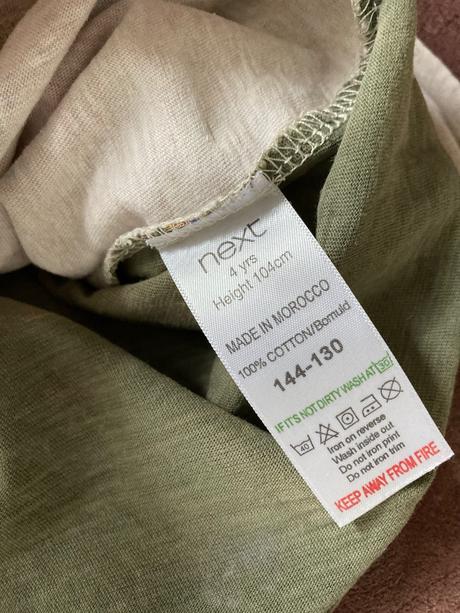 next
4 yrs
Height 104cm
MADE IN MOROCCO
100% COTTON/Bomuld
144-130
IF IT'S NOT DIRTY WASH AT 30
40
Iron on reverse
Wash inside out
Do not iron print
Do not iron trim
KEEP AWAY FROM FIRE